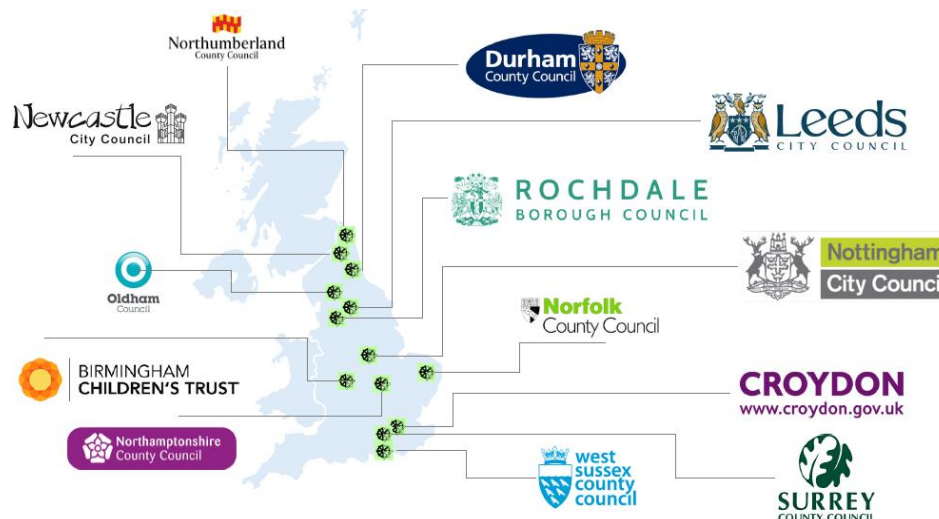 Northumberland
County Council
Durham
County Council
Newcastle
City Council
Leeds
CITY COUNCIL
ROCHDALE
BOROUGH COUNCIL
Nottingham
City Counci
Oldham
Council
Norfolk
County Council
BIRMINGHAM
CHILDREN'S TRUST
CROYDON
www.croydon.gov.uk
Northamptonshire
County Council
west
sussex
county
council
SURREY
COUNTY COUNCIL